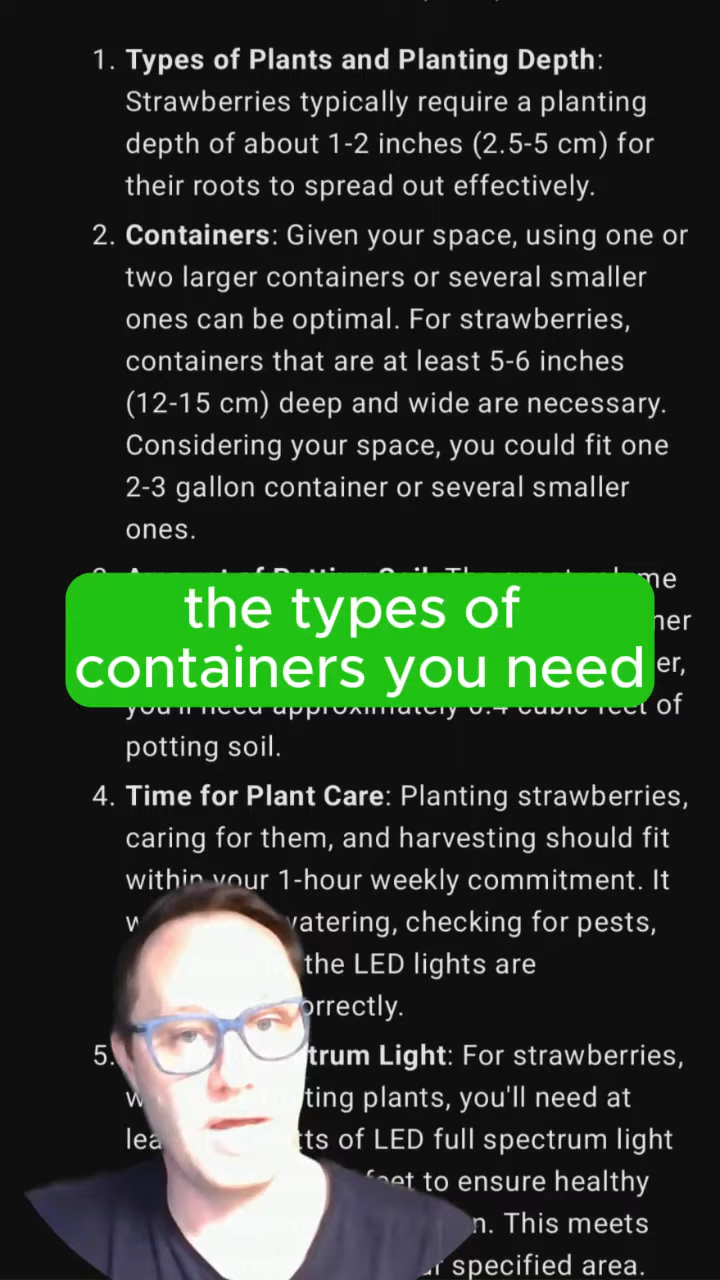 1. Types of Plants and Planting Depth:
Strawberries typically require a planting
depth of about 1-2 inches (2.5-5 cm) for
their roots to spread out effectively.
2. Containers: Given your space, using one or
two larger containers or several smaller
ones can be optimal. For strawberries,
containers that are at least 5-6 inches
(12-15 cm) deep and wide are necessary.
Considering your space, you could fit one
2-3 gallon container or several smaller
ones.
the types of
containers you need
of
potting soil.
4. Time for Plant Care: Planting strawberries,
caring for them, and harvesting should fit
within your 1-hour weekly commitment. It
checking for pests,
the LED lights are
5. Light: For strawberries,
plants, you'll need at
of LED full spectrum light
to ensure healthy
This meets
specified area.